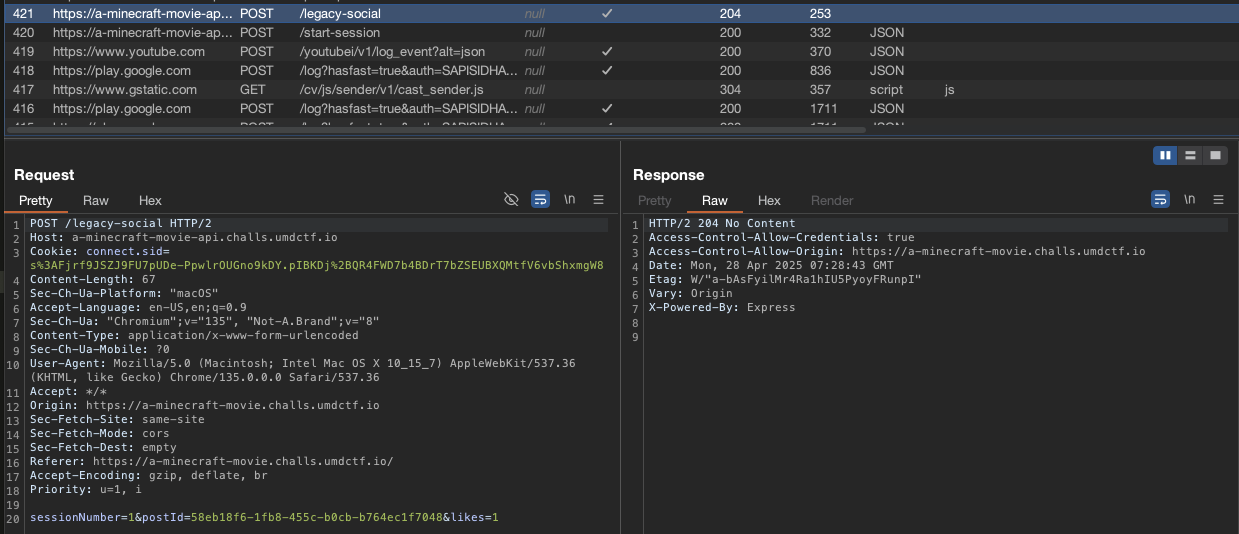 421 https://a-minecraft-movie-ap... POST /legacy-social null ✓ 204 253
420 https://a-minecraft-movie-ap... POST /start-session null 200 332 JSON
419 https://www.youtube.com POST /youtubei/v1/log_event?alt=json null ✓ 200 370 JSON
418 https://play.google.com POST /log?hasfast=true&auth=SAPISIDHA... null ✓ 200 836 JSON
417 https://www.gstatic.com GET /cv/js/sender/v1/cast_sender.js null 304 357 script js
416 https://play.google.com POST /log?hasfast=true&auth=SAPISIDHA... null ✓ 200 1711 JSON
Request
Pretty Raw Hex \n
1 POST /legacy-social HTTP/2
2 Host: a-minecraft-movie-api.challs.umdctf.io
3 Cookie: connect.sid=
s%3AFjrf9JSZJ9FU7pUDe-PpwlrOUGno9kDY.pIBKDj%2BQR4FWD7b4BDrT7bZSEUBXQMtfV6vbShxmgW8
4 Content-Length: 67
5 Sec-Ch-Ua-Platform: "macOS"
6 Accept-Language: en-US,en;q=0.9
7 Sec-Ch-Ua: "Chromium";v="135", "Not-A.Brand";v="8"
8 Content-Type: application/x-www-form-urlencoded
9 Sec-Ch-Ua-Mobile: ?0
10 User-Agent: Mozilla/5.0 (Macintosh; Intel Mac OS X 10_15_7) AppleWebKit/537.36
(KHTML, like Gecko) Chrome/135.0.0.0 Safari/537.36
11 Accept: */*
12 Origin: https://a-minecraft-movie.challs.umdctf.io
13 Sec-Fetch-Site: same-site
14 Sec-Fetch-Mode: cors
15 Sec-Fetch-Dest: empty
16 Referer: https://a-minecraft-movie.challs.umdctf.io/
17 Accept-Encoding: gzip, deflate, br
18 Priority: u=1, i
19
20 sessionNumber=1&postId=58eb18f6-1fb8-455c-b0cb-b764ec1f7048&likes=1
Response
Pretty Raw Hex Render \n
1 HTTP/2 204 No Content
2 Access-Control-Allow-Credentials: true
3 Access-Control-Allow-Origin: https://a-minecraft-movie.challs.umdctf.io
4 Date: Mon, 28 Apr 2025 07:28:43 GMT
5 Etag: W/"a-bAsFyilMr4Ra1hIU5PyoyFRunpI"
6 Vary: Origin
7 X-Powered-By: Express
8
9